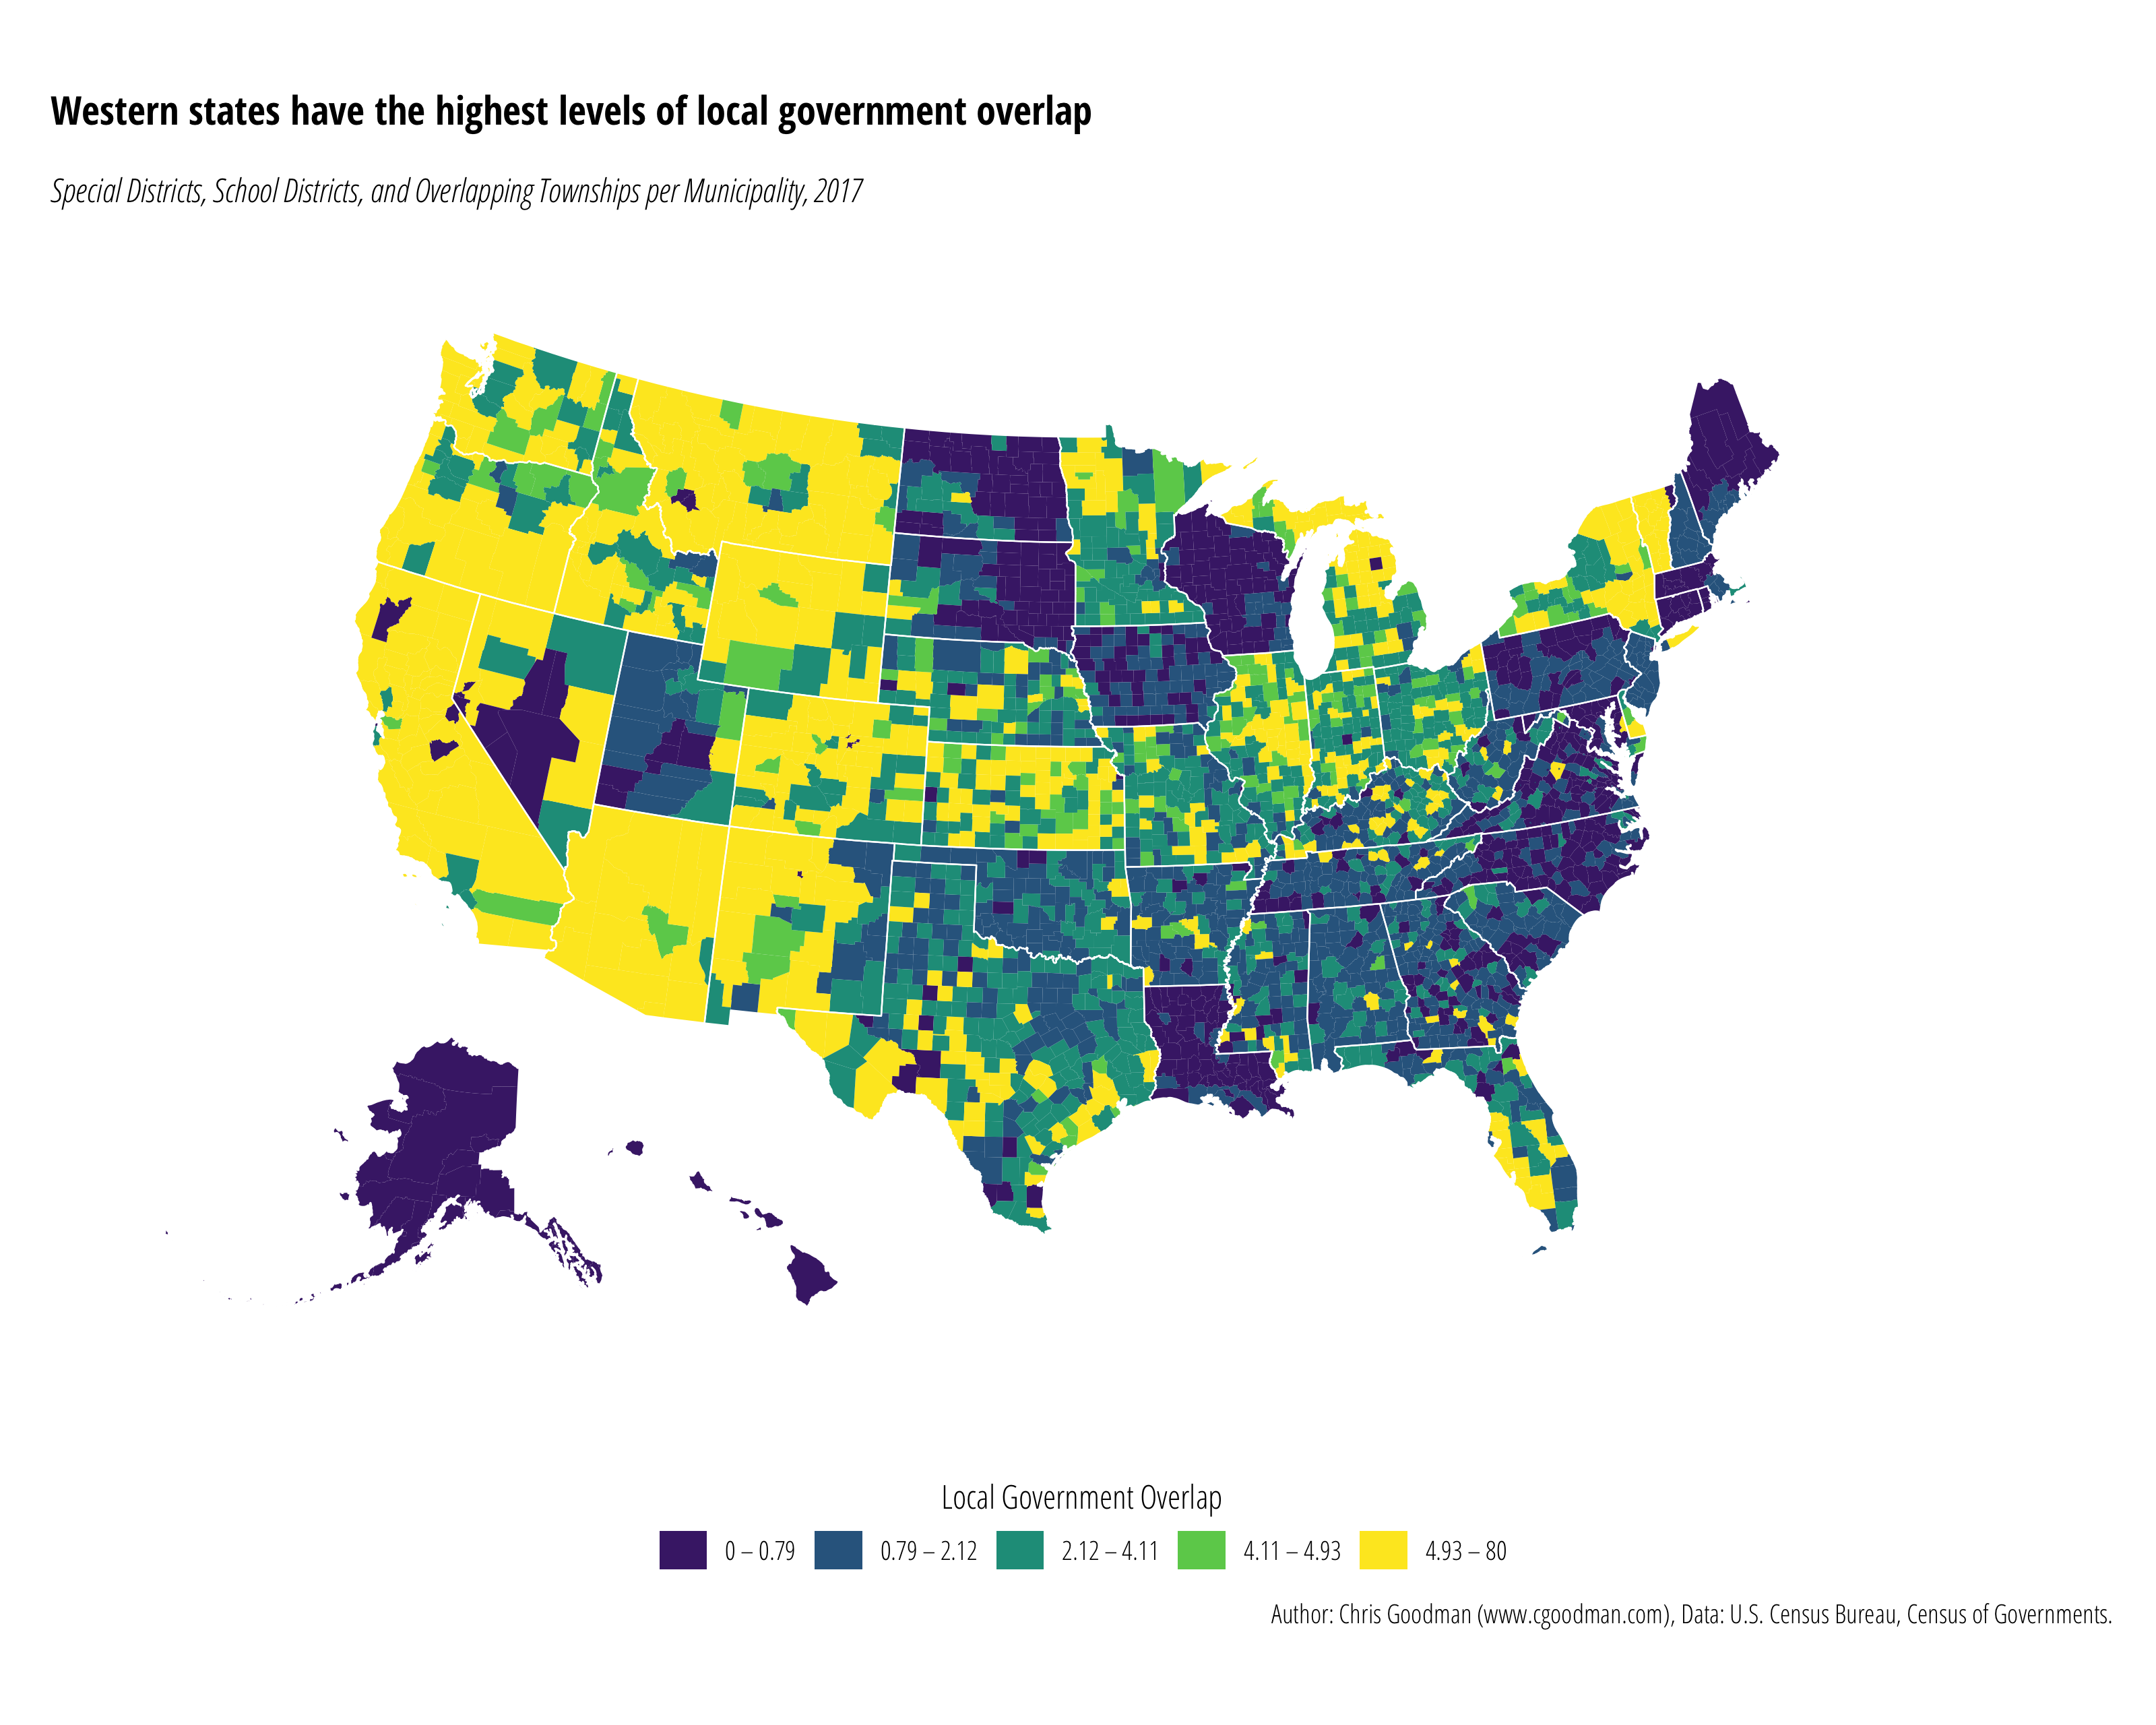 Western states have the highest levels of local government overlap
Special Districts, School Districts, and Overlapping Townships per Municipality, 2017
Local Government Overlap
0 – 0.79 0.79 – 2.12 2.12 – 4.11 4.11 – 4.93 4.93 – 80
Author: Chris Goodman (www.cgoodman.com), Data: U.S. Census Bureau, Census of Governments.